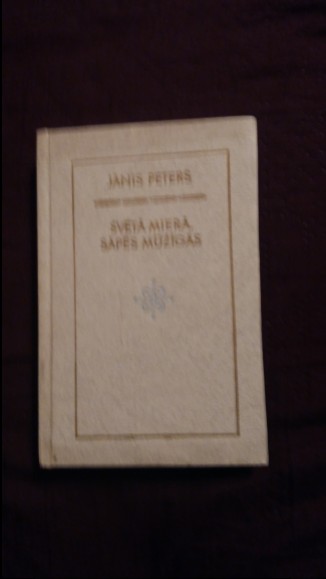 JĀNIS PETERS
SVĒTĀ MIERĀ,
SĀPĒS MŪŽĪGĀS